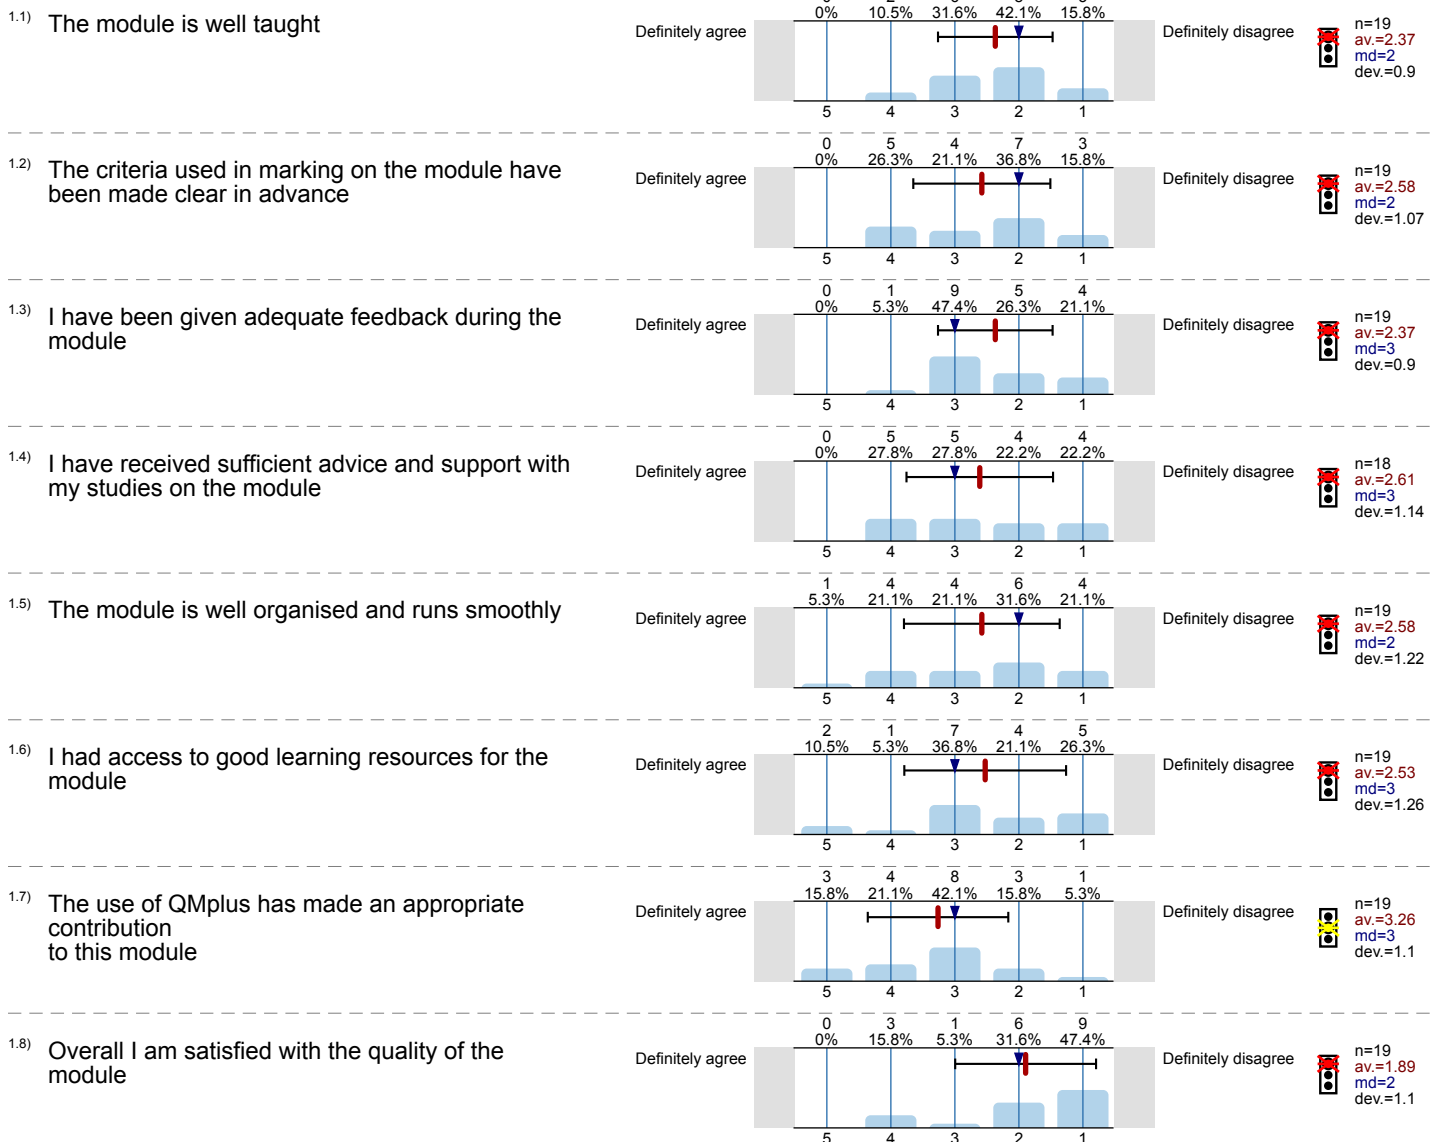 0 2 6 8 3
0% 10.5% 31.6% 42.1% 15.8%
1.1) The module is well taught
Definitely agree
Definitely disagree
n=19
av.=2.37
md=2
dev.=0.9
5 4 3 2 1
0 5 4 7 3
0% 26.3% 21.1% 36.8% 15.8%
1.2) The criteria used in marking on the module have
been made clear in advance
Definitely agree
Definitely disagree
n=19
av.=2.58
md=2
dev.=1.07
5 4 3 2 1
0 1 9 5 4
0% 5.3% 47.4% 26.3% 21.1%
1.3) I have been given adequate feedback during the
module
Definitely agree
Definitely disagree
n=19
av.=2.37
md=3
dev.=0.9
5 4 3 2 1
0 5 5 4 4
0% 27.8% 27.8% 22.2% 22.2%
1.4) I have received sufficient advice and support with
my studies on the module
Definitely agree
Definitely disagree
n=18
av.=2.61
md=3
dev.=1.14
5 4 3 2 1
1 4 4 6 4
5.3% 21.1% 21.1% 31.6% 21.1%
1.5) The module is well organised and runs smoothly
Definitely agree
Definitely disagree
n=19
av.=2.58
md=2
dev.=1.22
5 4 3 2 1
2 1 7 4 5
10.5% 5.3% 36.8% 21.1% 26.3%
1.6) I had access to good learning resources for the
module
Definitely agree
Definitely disagree
n=19
av.=2.53
md=3
dev.=1.26
5 4 3 2 1
3 4 8 3 1
15.8% 21.1% 42.1% 15.8% 5.3%
1.7) The use of QMplus has made an appropriate
contribution
to this module
Definitely agree
Definitely disagree
n=19
av.=3.26
md=3
dev.=1.1
5 4 3 2 1
0 3 1 6 9
0% 15.8% 5.3% 31.6% 47.4%
1.8) Overall I am satisfied with the quality of the
module
Definitely agree
Definitely disagree
n=19
av.=1.89
md=2
dev.=1.1
5 4 3 2 1